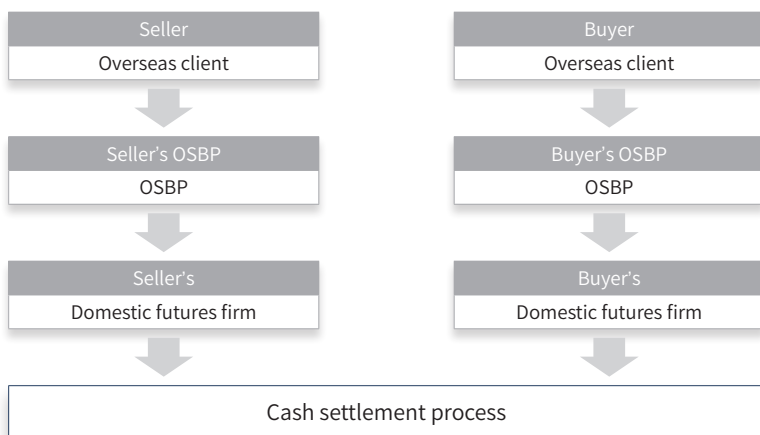 Seller
Overseas client
Buyer
Overseas client
Seller's OSBP
OSBP
Buyer's OSBP
OSBP
Seller's
Domestic futures firm
Buyer's
Domestic futures firm
Cash settlement process